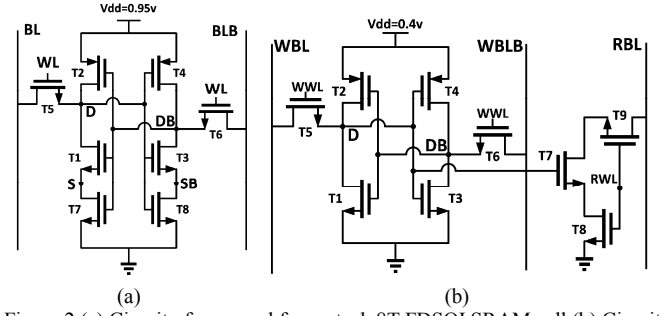 BL
Vdd=0.95v
BLB
WL
T2
T4
WL
T5
D
DB
T6
T1
T3
S
SB
T7
T8
(a)
WBL
Vdd=0.4v
WBLB
RBL
WWL
T2
T4
WWL
T9
T5
D
DB
T6
T7
RWL
T1
T3
T8
(b)